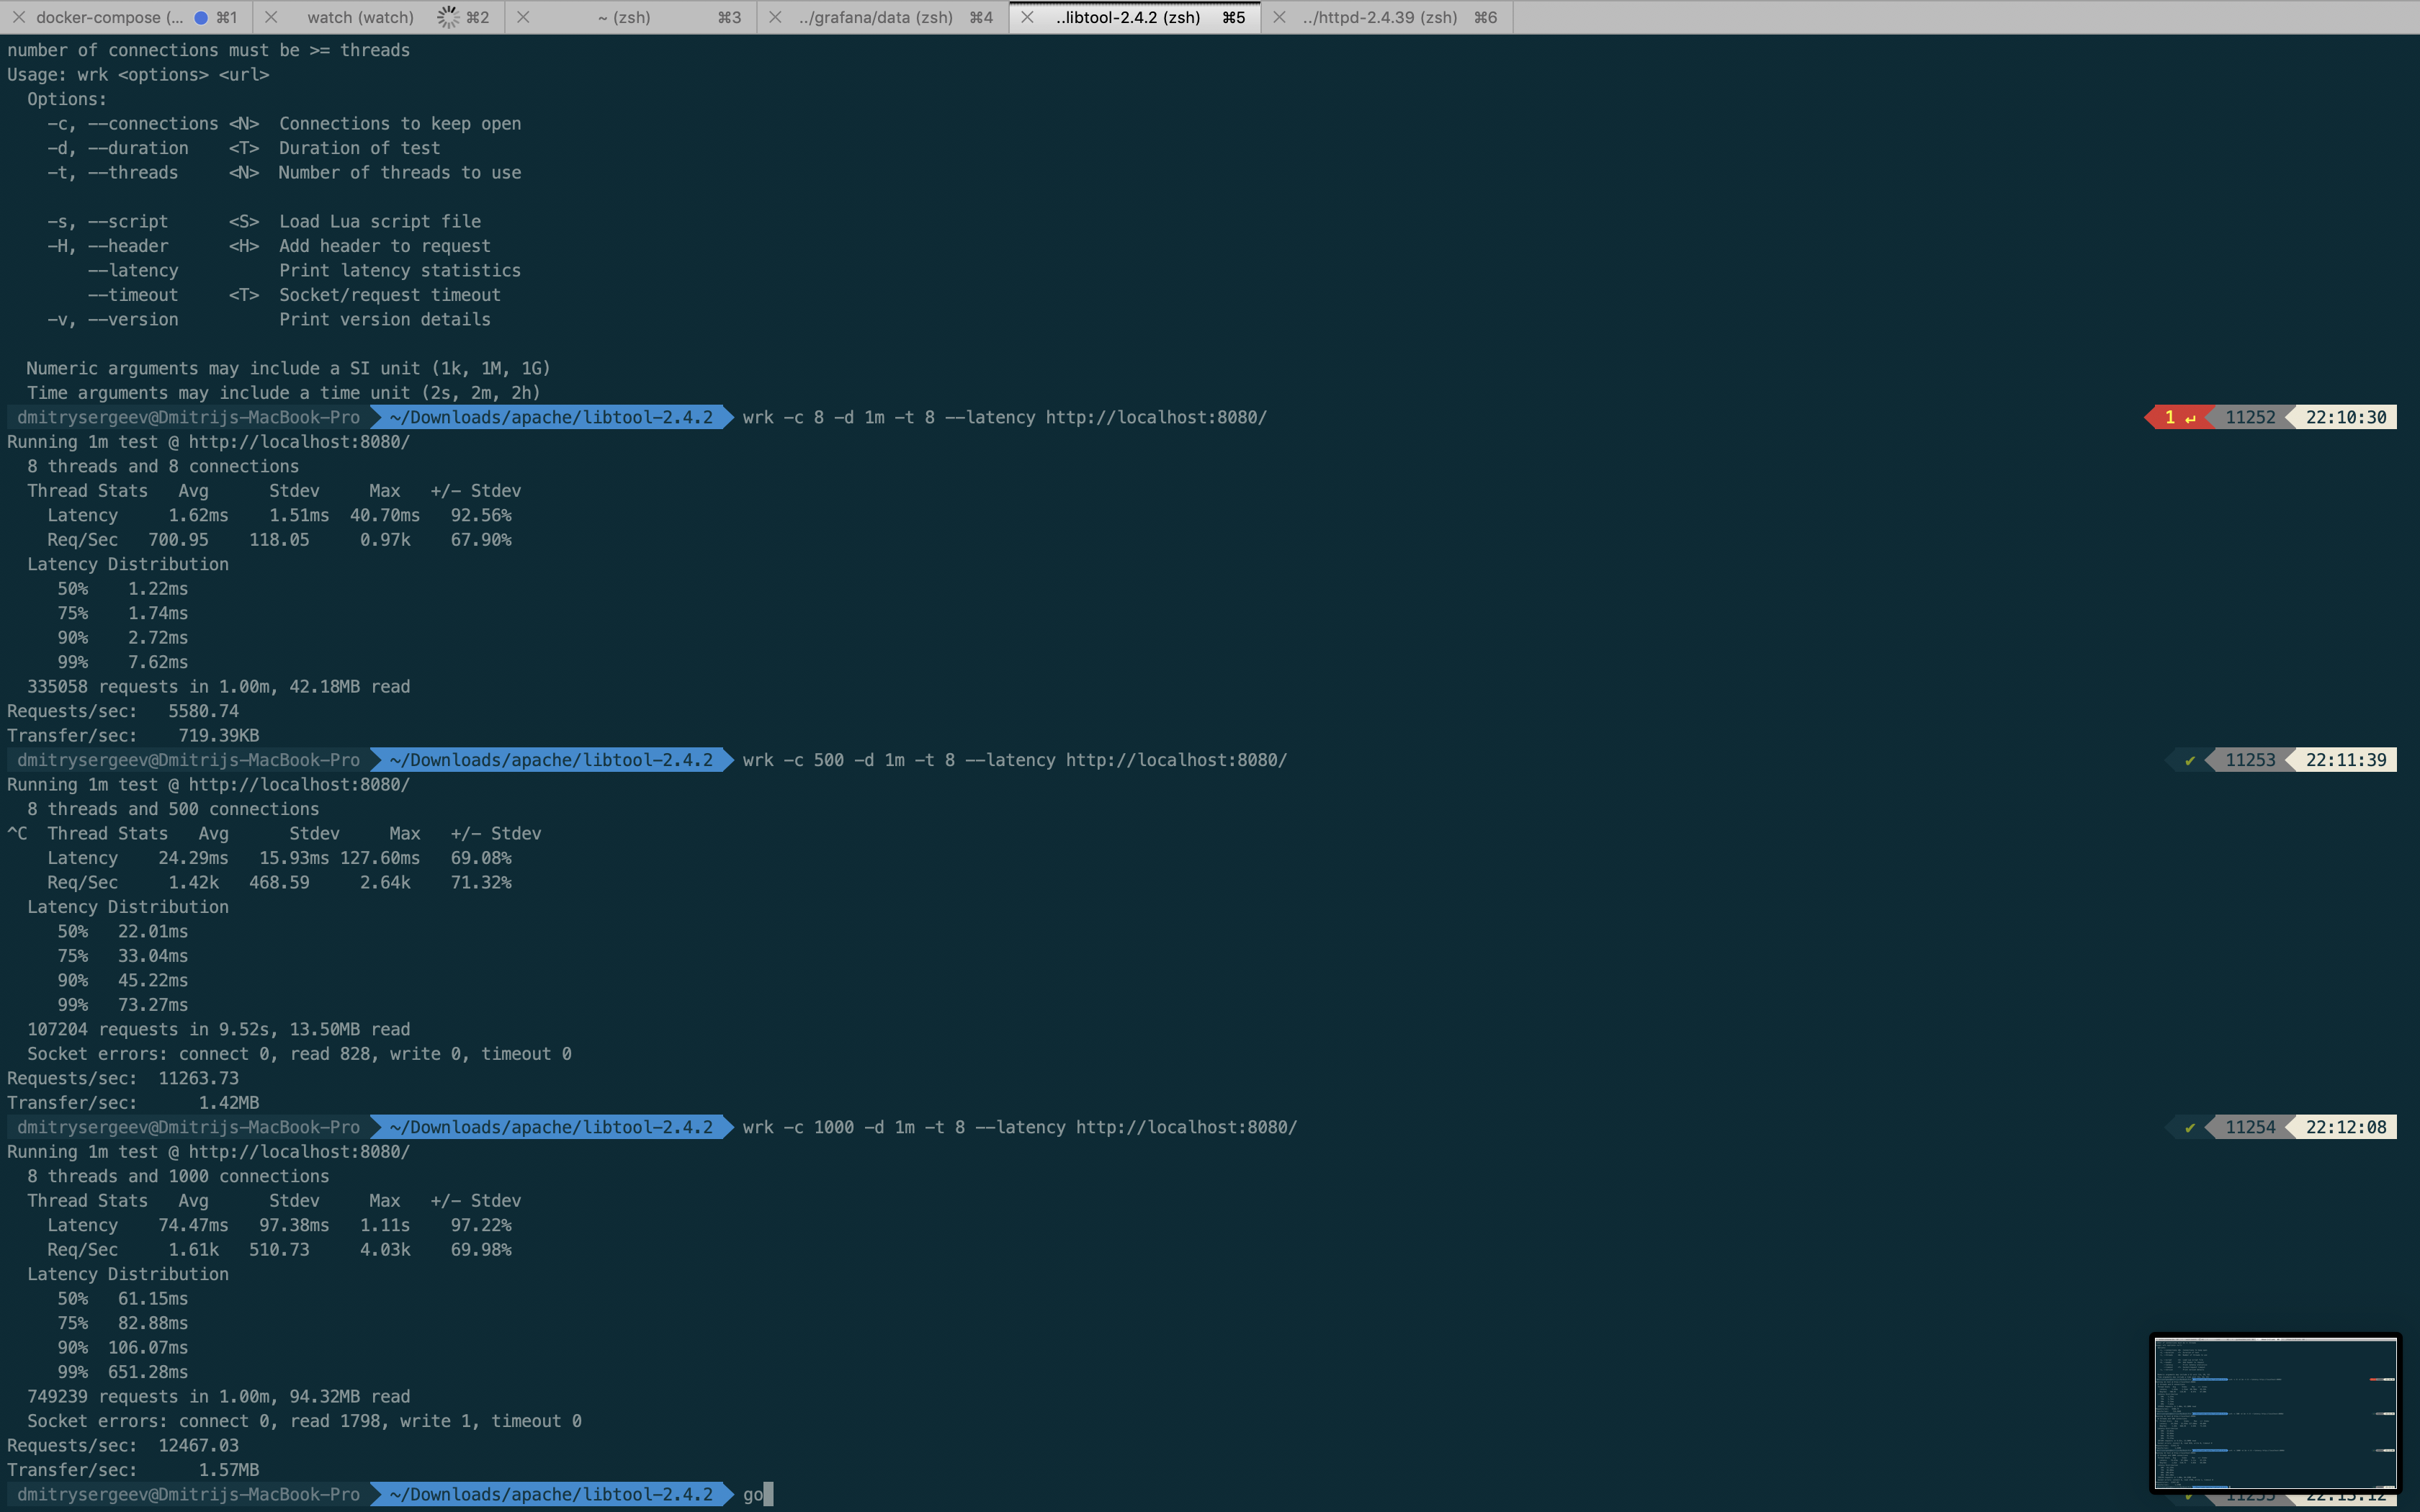 docker-compose (... ⌘1 watch (watch) ⌘2 ~ (zsh) ⌘3 ../grafana/data (zsh) ⌘4 ..libtool-2.4.2 (zsh) ⌘5 ../httpd-2.4.39 (zsh) ⌘6
number of connections must be >= threads
Usage: wrk <options> <url>
  Options:
    -c, --connections <N>  Connections to keep open
    -d, --duration    <T>  Duration of test
    -t, --threads     <N>  Number of threads to use

    -s, --script      <S>  Load Lua script file
    -H, --header      <H>  Add header to request
        --latency          Print latency statistics
        --timeout     <T>  Socket/request timeout
    -v, --version          Print version details

  Numeric arguments may include a SI unit (1k, 1M, 1G)
  Time arguments may include a time unit (2s, 2m, 2h)
dmitrysergeev@Dmitrijs-MacBook-Pro ~/Downloads/apache/libtool-2.4.2 wrk -c 8 -d 1m -t 8 --latency http://localhost:8080/ 1 ↵ 11252 22:10:30
Running 1m test @ http://localhost:8080/
  8 threads and 8 connections
  Thread Stats   Avg      Stdev     Max   +/- Stdev
    Latency     1.62ms    1.51ms  40.70ms   92.56%
    Req/Sec   700.95    118.05     0.97k    67.90%
  Latency Distribution
     50%    1.22ms
     75%    1.74ms
     90%    2.72ms
     99%    7.62ms
  335058 requests in 1.00m, 42.18MB read
Requests/sec:   5580.74
Transfer/sec:    719.39KB
dmitrysergeev@Dmitrijs-MacBook-Pro ~/Downloads/apache/libtool-2.4.2 wrk -c 500 -d 1m -t 8 --latency http://localhost:8080/ ✔ 11253 22:11:39
Running 1m test @ http://localhost:8080/
  8 threads and 500 connections
^C  Thread Stats   Avg      Stdev     Max   +/- Stdev
    Latency    24.29ms   15.93ms 127.60ms   69.08%
    Req/Sec     1.42k   468.59     2.64k    71.32%
  Latency Distribution
     50%   22.01ms
     75%   33.04ms
     90%   45.22ms
     99%   73.27ms
  107204 requests in 9.52s, 13.50MB read
  Socket errors: connect 0, read 828, write 0, timeout 0
Requests/sec:  11263.73
Transfer/sec:      1.42MB
dmitrysergeev@Dmitrijs-MacBook-Pro ~/Downloads/apache/libtool-2.4.2 wrk -c 1000 -d 1m -t 8 --latency http://localhost:8080/ ✔ 11254 22:12:08
Running 1m test @ http://localhost:8080/
  8 threads and 1000 connections
  Thread Stats   Avg      Stdev     Max   +/- Stdev
    Latency    74.47ms   97.38ms   1.11s    97.22%
    Req/Sec     1.61k   510.73     4.03k    69.98%
  Latency Distribution
     50%   61.15ms
     75%   82.88ms
     90%  106.07ms
     99%  651.28ms
  749239 requests in 1.00m, 94.32MB read
  Socket errors: connect 0, read 1798, write 1, timeout 0
Requests/sec:  12467.03
Transfer/sec:      1.57MB
dmitrysergeev@Dmitrijs-MacBook-Pro ~/Downloads/apache/libtool-2.4.2 go ✔ 11255 22:13:12